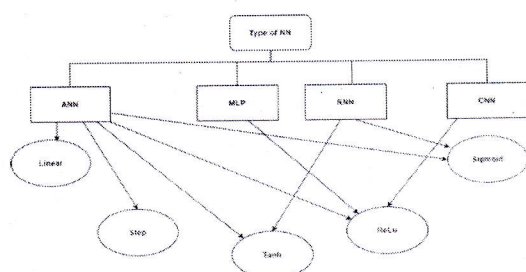 Type of NN
ANN
MLP
RNN
CNN
Linear
Sigmoid
Step
ReLu
Tanh